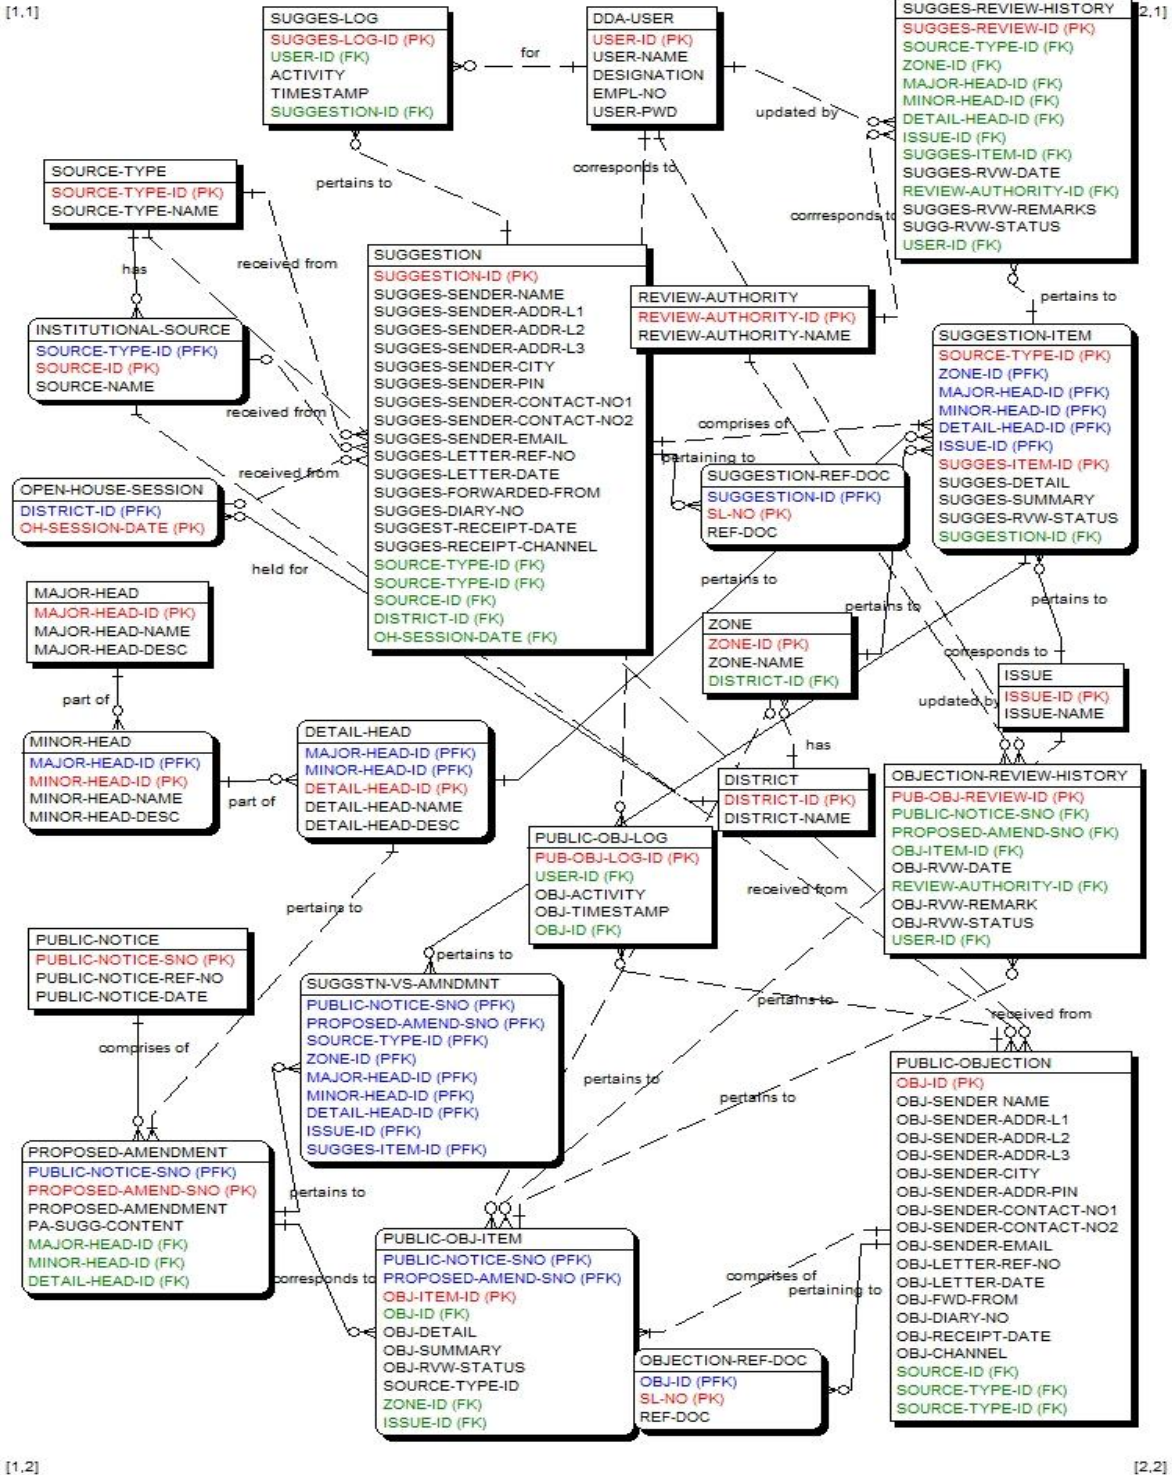 [1,1]
[2,1]
SUGGES-LOG
SUGGES-LOG-ID (PK)
USER-ID (FK)
ACTIVITY
TIMESTAMP
SUGGESTION-ID (FK)
for
DDA-USER
USER-ID (PK)
USER-NAME
DESIGNATION
EMPL-NO
USER-PWD
updated by
SUGGES-REVIEW-HISTORY
SUGGES-REVIEW-ID (PK)
SOURCE-TYPE-ID (FK)
ZONE-ID (FK)
MAJOR-HEAD-ID (FK)
MINOR-HEAD-ID (FK)
DETAIL-HEAD-ID (FK)
ISSUE-ID (FK)
SUGGES-ITEM-ID (FK)
SUGGES-RVW-DATE
REVIEW-AUTHORITY-ID (FK)
SUGGES-RVW-REMARKS
SUGG-RVW-STATUS
USER-ID (FK)
pertains to
corresponds to
corrresponds to
pertains to
SOURCE-TYPE
SOURCE-TYPE-ID (PK)
SOURCE-TYPE-NAME
has
received from
INSTITUTIONAL-SOURCE
SOURCE-TYPE-ID (PFK)
SOURCE-ID (PK)
SOURCE-NAME
received from
received from
SUGGESTION
SUGGESTION-ID (PK)
SUGGES-SENDER-NAME
SUGGES-SENDER-ADDR-L1
SUGGES-SENDER-ADDR-L2
SUGGES-SENDER-ADDR-L3
SUGGES-SENDER-CITY
SUGGES-SENDER-PIN
SUGGES-SENDER-CONTACT-NO1
SUGGES-SENDER-CONTACT-NO2
SUGGES-SENDER-EMAIL
SUGGES-LETTER-REF-NO
SUGGES-LETTER-DATE
SUGGES-FORWARDED-FROM
SUGGES-DIARY-NO
SUGGEST-RECEIPT-DATE
SUGGES-RECEIPT-CHANNEL
SOURCE-TYPE-ID (FK)
SOURCE-TYPE-ID (FK)
SOURCE-ID (FK)
DISTRICT-ID (FK)
OH-SESSION-DATE (FK)
REVIEW-AUTHORITY
REVIEW-AUTHORITY-ID (PK)
REVIEW-AUTHORITY-NAME
SUGGESTION-ITEM
SOURCE-TYPE-ID (PK)
ZONE-ID (PFK)
MAJOR-HEAD-ID (PFK)
MINOR-HEAD-ID (PFK)
DETAIL-HEAD-ID (PFK)
ISSUE-ID (PFK)
SUGGES-ITEM-ID (PK)
SUGGES-DETAIL
SUGGES-SUMMARY
SUGGES-RVW-STATUS
SUGGESTION-ID (FK)
comprises of
pertaining to
SUGGESTION-REF-DOC
SUGGESTION-ID (PFK)
SL-NO (PK)
REF-DOC
OPEN-HOUSE-SESSION
DISTRICT-ID (PFK)
OH-SESSION-DATE (PK)
held for
pertains to
pertains to
pertains to
MAJOR-HEAD
MAJOR-HEAD-ID (PK)
MAJOR-HEAD-NAME
MAJOR-HEAD-DESC
part of
ZONE
ZONE-ID (PK)
ZONE-NAME
DISTRICT-ID (FK)
corresponds to
ISSUE
ISSUE-ID (PK)
ISSUE-NAME
updated by
has
MINOR-HEAD
MAJOR-HEAD-ID (PFK)
MINOR-HEAD-ID (PK)
MINOR-HEAD-NAME
MINOR-HEAD-DESC
part of
DETAIL-HEAD
MAJOR-HEAD-ID (PFK)
MINOR-HEAD-ID (PFK)
DETAIL-HEAD-ID (PK)
DETAIL-HEAD-NAME
DETAIL-HEAD-DESC
DISTRICT
DISTRICT-ID (PK)
DISTRICT-NAME
OBJECTION-REVIEW-HISTORY
PUB-OBJ-REVIEW-ID (PK)
PUBLIC-NOTICE-SNO (FK)
PROPOSED-AMEND-SNO (FK)
OBJ-ITEM-ID (FK)
OBJ-RVW-DATE
REVIEW-AUTHORITY-ID (FK)
OBJ-RVW-REMARK
OBJ-RVW-STATUS
USER-ID (FK)
PUBLIC-OBJ-LOG
PUB-OBJ-LOG-ID (PK)
USER-ID (FK)
OBJ-ACTIVITY
OBJ-TIMESTAMP
OBJ-ID (FK)
received from
pertains to
PUBLIC-NOTICE
PUBLIC-NOTICE-SNO (PK)
PUBLIC-NOTICE-REF-NO
PUBLIC-NOTICE-DATE
comprises of
pertains to
SUGGSTN-VS-AMNDMNT
PUBLIC-NOTICE-SNO (PFK)
PROPOSED-AMEND-SNO (PFK)
SOURCE-TYPE-ID (PFK)
ZONE-ID (PFK)
MAJOR-HEAD-ID (PFK)
MINOR-HEAD-ID (PFK)
DETAIL-HEAD-ID (PFK)
ISSUE-ID (PFK)
SUGGES-ITEM-ID (PFK)
pertains to
received from
pertains to
pertains to
PUBLIC-OBJECTION
OBJ-ID (PK)
OBJ-SENDER NAME
OBJ-SENDER-ADDR-L1
OBJ-SENDER-ADDR-L2
OBJ-SENDER-ADDR-L3
OBJ-SENDER-CITY
OBJ-SENDER-ADDR-PIN
OBJ-SENDER-CONTACT-NO1
OBJ-SENDER-CONTACT-NO2
OBJ-SENDER-EMAIL
OBJ-LETTER-REF-NO
OBJ-LETTER-DATE
OBJ-FWD-FROM
OBJ-DIARY-NO
OBJ-RECEIPT-DATE
OBJ-CHANNEL
SOURCE-ID (FK)
SOURCE-TYPE-ID (FK)
SOURCE-TYPE-ID (FK)
PROPOSED-AMENDMENT
PUBLIC-NOTICE-SNO (PFK)
PROPOSED-AMEND-SNO (PK)
PROPOSED-AMENDMENT
PA-SUGG-CONTENT
MAJOR-HEAD-ID (FK)
MINOR-HEAD-ID (FK)
DETAIL-HEAD-ID (FK)
pertains to
corresponds to
PUBLIC-OBJ-ITEM
PUBLIC-NOTICE-SNO (PFK)
PROPOSED-AMEND-SNO (PFK)
OBJ-ITEM-ID (PK)
OBJ-ID (FK)
OBJ-DETAIL
OBJ-SUMMARY
OBJ-RVW-STATUS
SOURCE-TYPE-ID
ZONE-ID (FK)
ISSUE-ID (FK)
comprises of
pertaining to
OBJECTION-REF-DOC
OBJ-ID (PFK)
SL-NO (PK)
REF-DOC
[1,2]
[2,2]